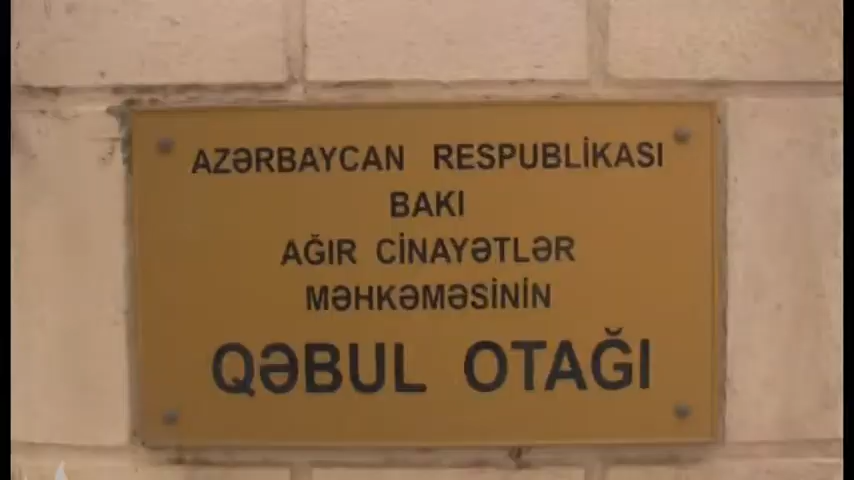 AZƏRBAYCAN RESPUBLİKASI
BAKI
AĞIR CİNAYƏTLƏR
MƏHKƏMƏSİNİN
QƏBUL OTAĞI